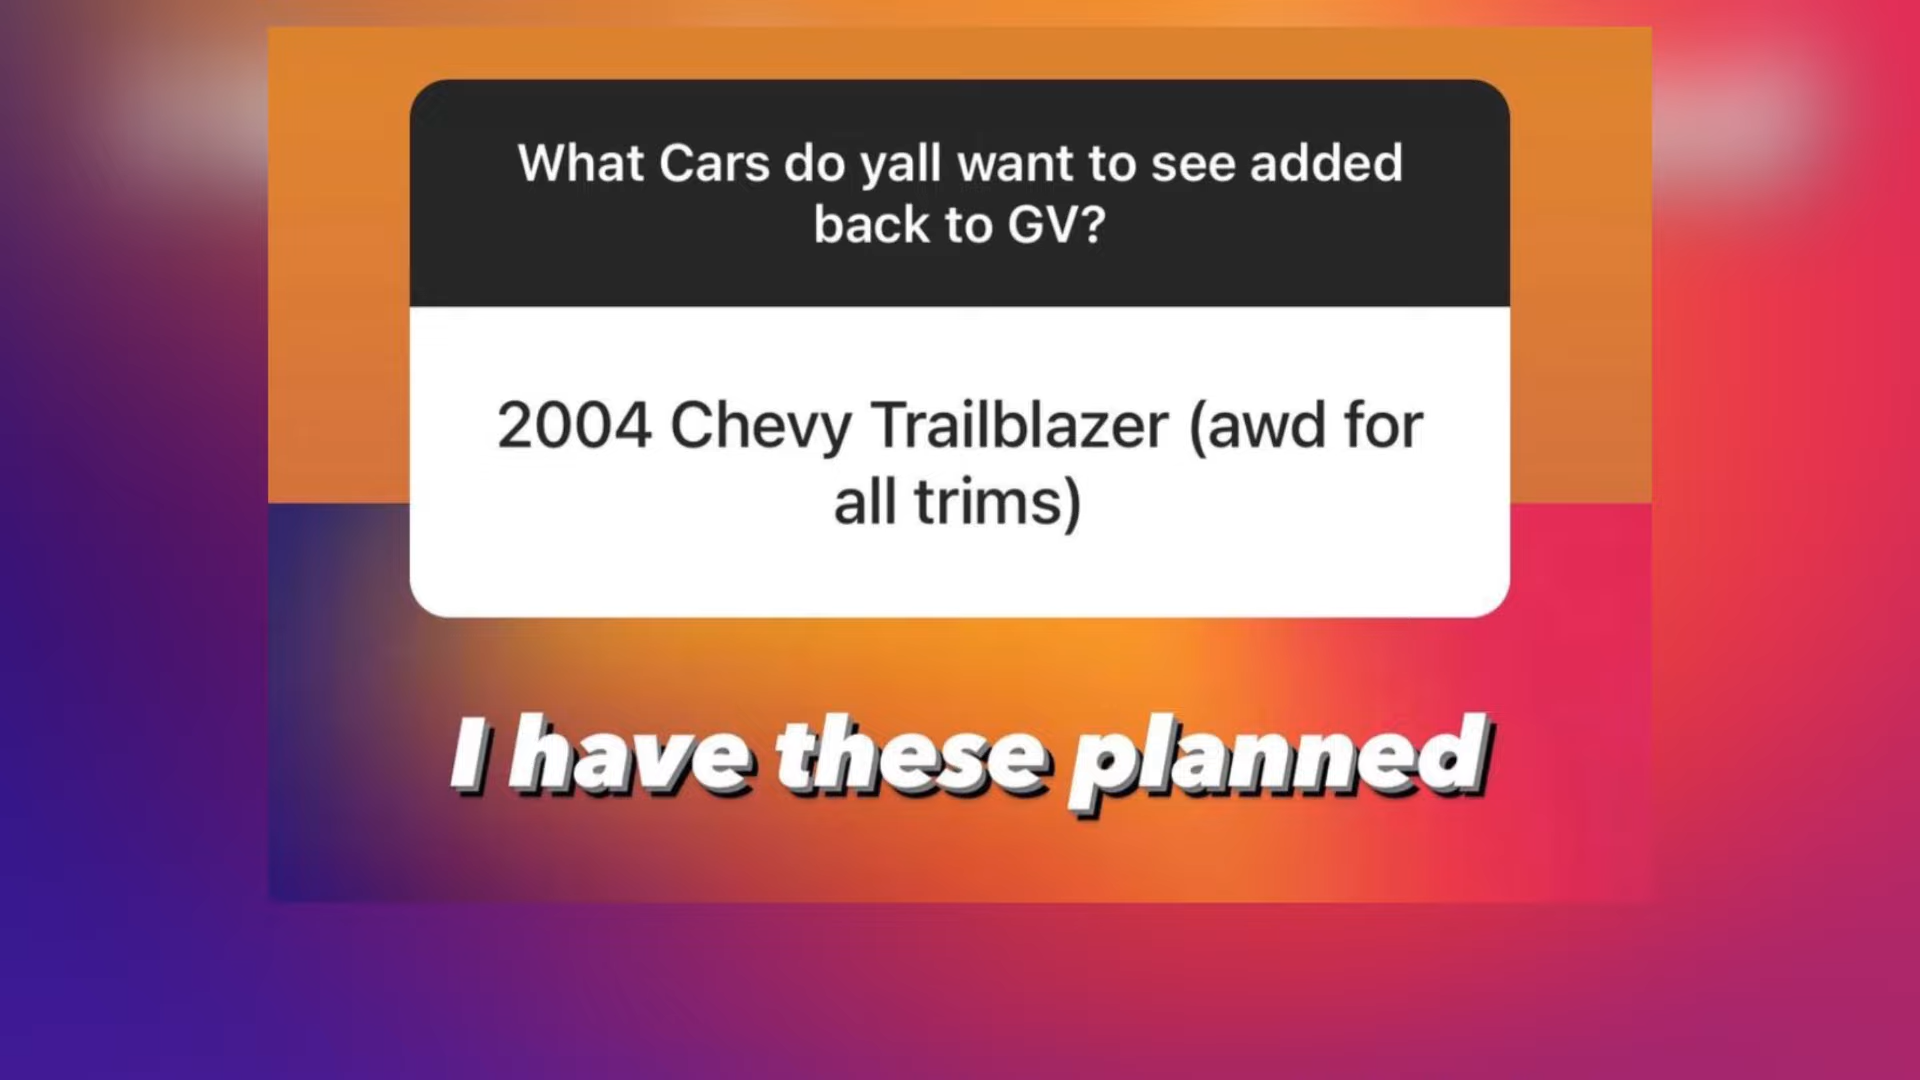 What Cars do yall want to see added
back to GV?
2004 Chevy Trailblazer (awd for
all trims)
I have these planned